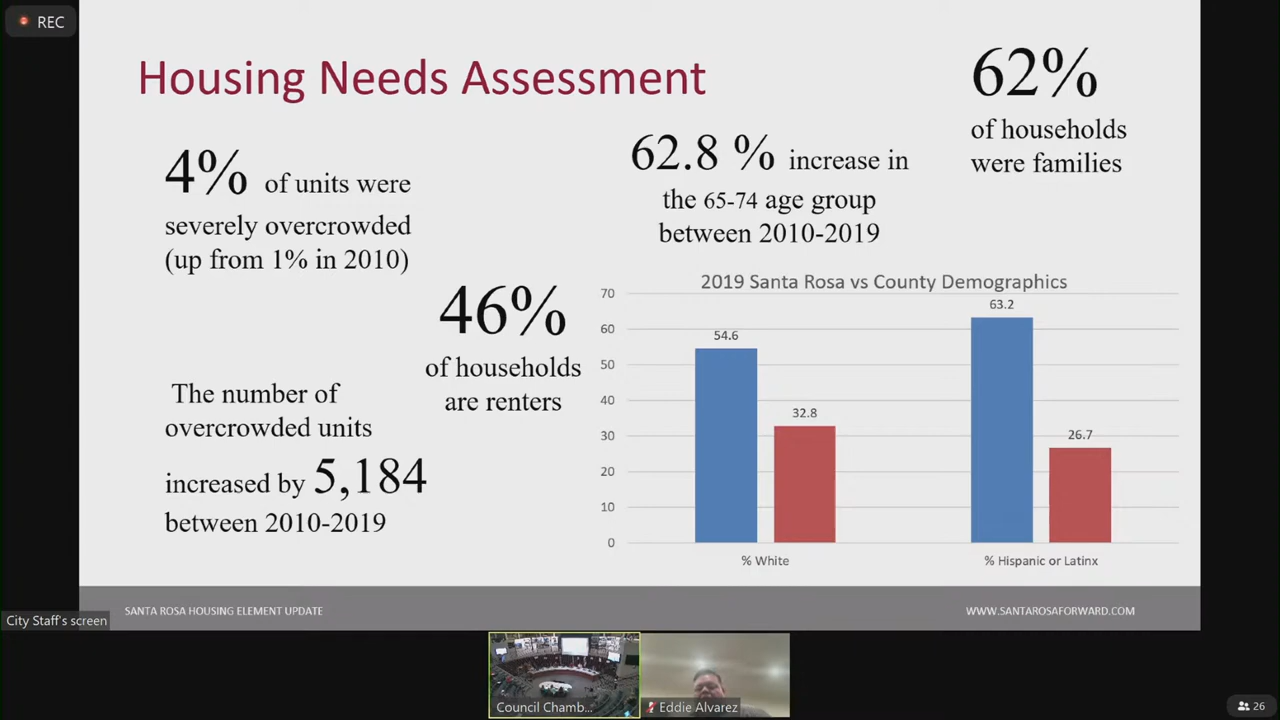 REC
Housing Needs Assessment
62%
of households
were families
4% of units were
severely overcrowded
(up from 1% in 2010)
62.8 % increase in
the 65-74 age group
between 2010-2019
46%
of households
are renters
The number of
overcrowded units
increased by 5,184
between 2010-2019
2019 Santa Rosa vs County Demographics
70
60
50
40
30
20
10
0
54.6
32.8
63.2
26.7
% White
% Hispanic or Latinx
SANTA ROSA HOUSING ELEMENT UPDATE
WWW.SANTAROSAFORWARD.COM
City Staff's screen
Council Chamb...
Eddie Alvarez
26